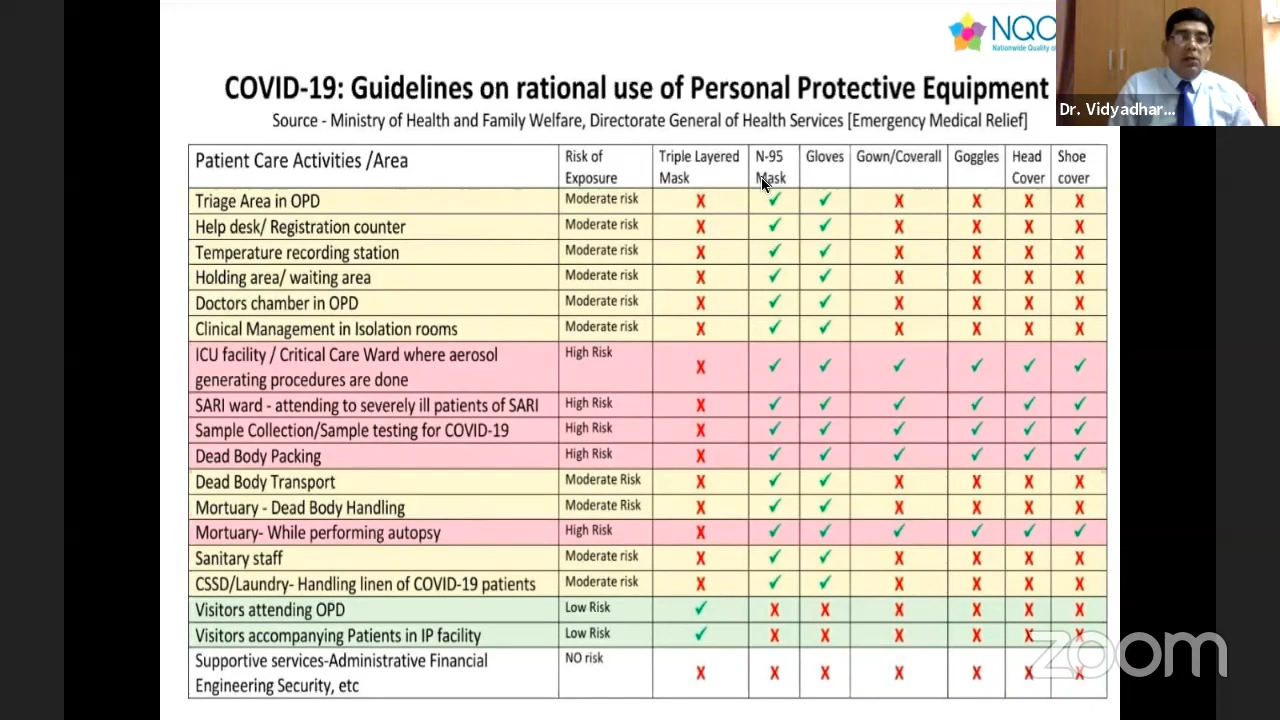 NQO
Nationwide Quality of
Dr. Vidyadhar...
COVID-19: Guidelines on rational use of Personal Protective Equipment
Source - Ministry of Health and Family Welfare, Directorate General of Health Services [Emergency Medical Relief]
Patient Care Activities /Area Risk of Exposure Triple Layered Mask N-95 Mask Gloves Gown/Coverall Goggles Head Cover Shoe cover
Triage Area in OPD Moderate risk X ✓ ✓ X X X X
Help desk/ Registration counter Moderate risk X ✓ ✓ X X X X
Temperature recording station Moderate risk X ✓ ✓ X X X X
Holding area/ waiting area Moderate risk X ✓ ✓ X X X X
Doctors chamber in OPD Moderate risk X ✓ ✓ X X X X
Clinical Management in Isolation rooms Moderate risk X ✓ ✓ X X X X
ICU facility / Critical Care Ward where aerosol High Risk
generating procedures are done X ✓ ✓ ✓ ✓ ✓ ✓
SARI ward - attending to severely ill patients of SARI High Risk X ✓ ✓ ✓ ✓ ✓ ✓
Sample Collection/Sample testing for COVID-19 High Risk X ✓ ✓ ✓ ✓ ✓ ✓
Dead Body Packing High Risk X ✓ ✓ ✓ ✓ ✓ ✓
Dead Body Transport Moderate Risk X ✓ ✓ X X X X
Mortuary - Dead Body Handling Moderate Risk X ✓ ✓ X X X X
Mortuary- While performing autopsy High Risk X ✓ ✓ ✓ ✓ ✓ ✓
Sanitary staff Moderate risk X ✓ ✓ X X X X
CSSD/Laundry- Handling linen of COVID-19 patients Moderate risk X ✓ ✓ X X X X
Visitors attending OPD Low Risk ✓ X X X X X X
Visitors accompanying Patients in IP facility Low Risk ✓ X X X X X X
Supportive services-Administrative Financial NO risk
Engineering Security, etc X X X X X X X
zoom